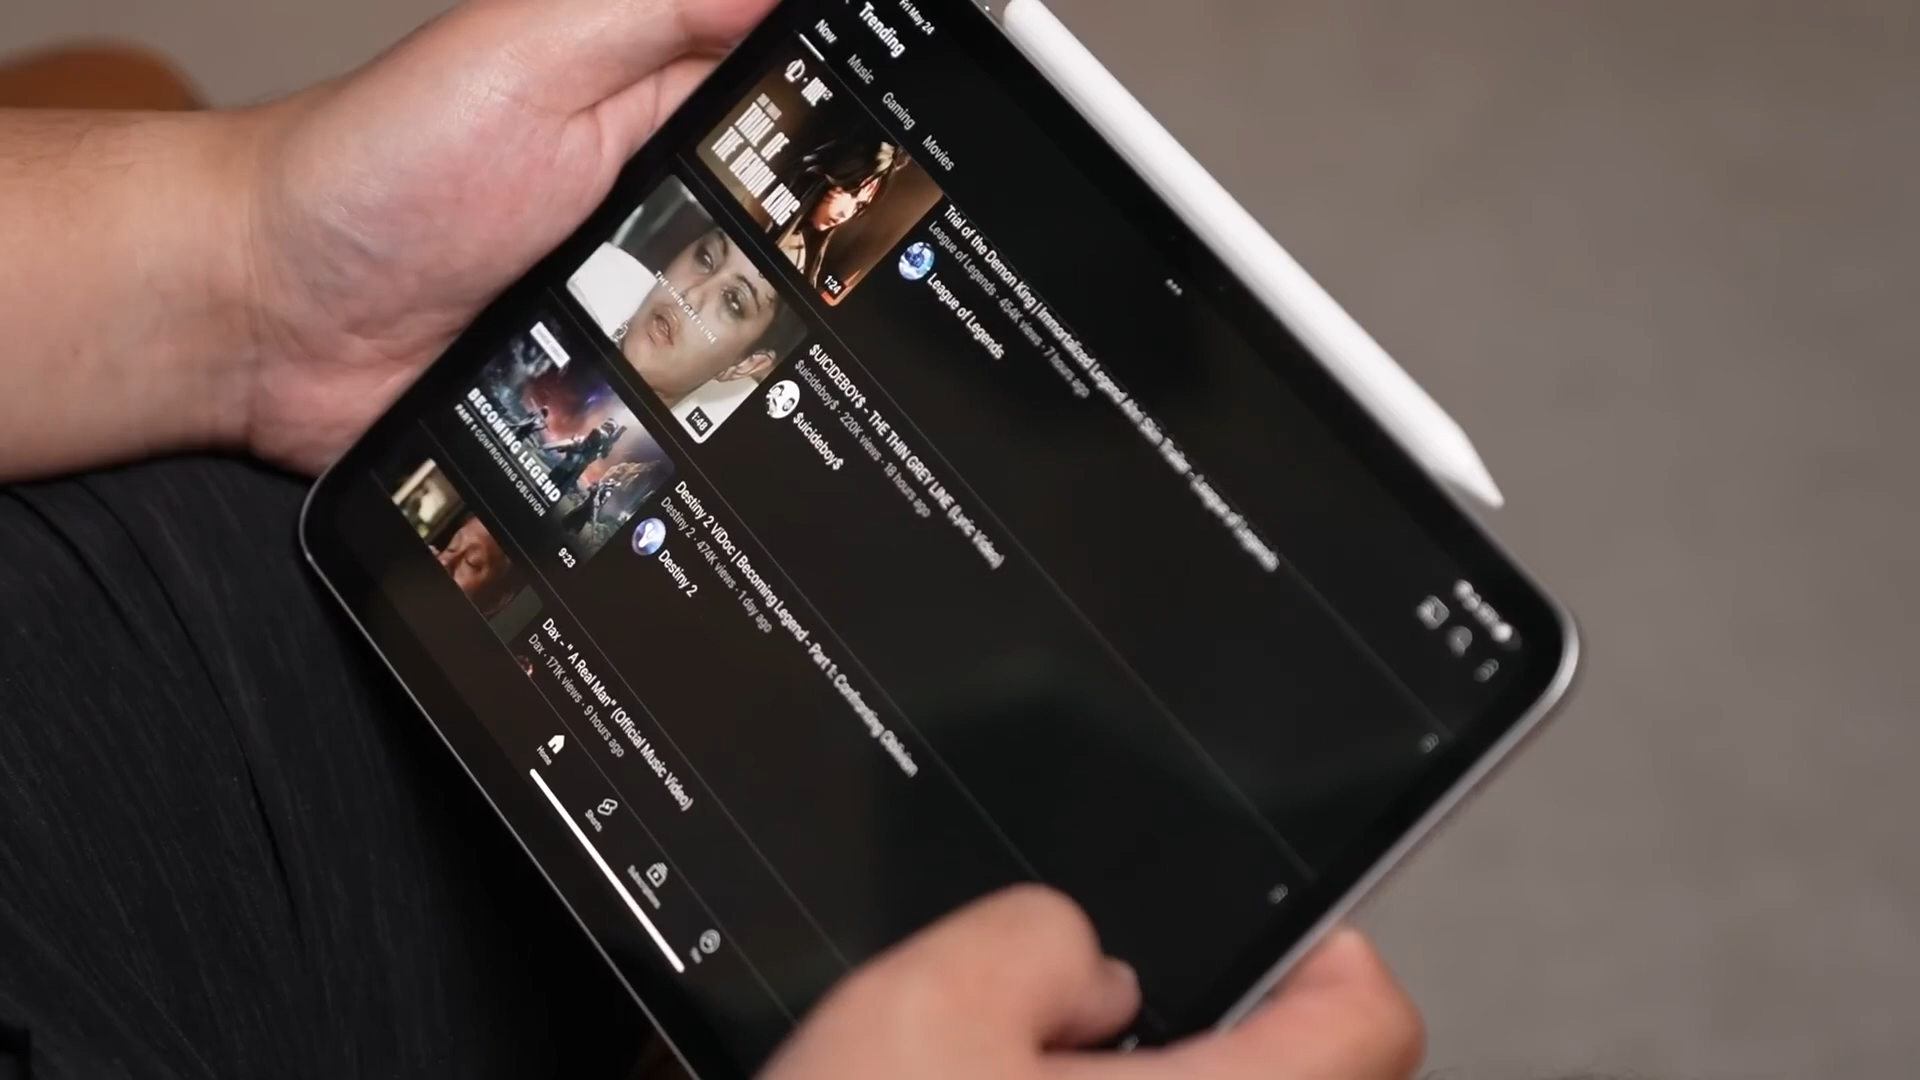 Fri May 24
Trending
Now
Music
Gaming
Movies
TRIAL OF
THE DEMON KING
1:24
Trial of the Demon King | Immortalized Legend Ahri Skin Trailer - League of Legends
League of Legends · 454K views · 7 hours ago
League of Legends
THE THIN GREY LINE
1:48
$UICIDEBOY$ - THE THIN GREY LINE (Lyric Video)
$uicideboy$ · 220K views · 18 hours ago
$uicideboy$
BECOMING LEGEND
PART 1 CONFRONTING OBLIVION
9:23
Destiny 2 ViDoc | Becoming Legend - Part 1: Confronting Oblivion
Destiny 2 · 474K views · 1 day ago
Destiny 2
Dax - " A Real Man" (Official Music Video)
Dax · 171K views · 9 hours ago
Home
Shorts
Subscriptions